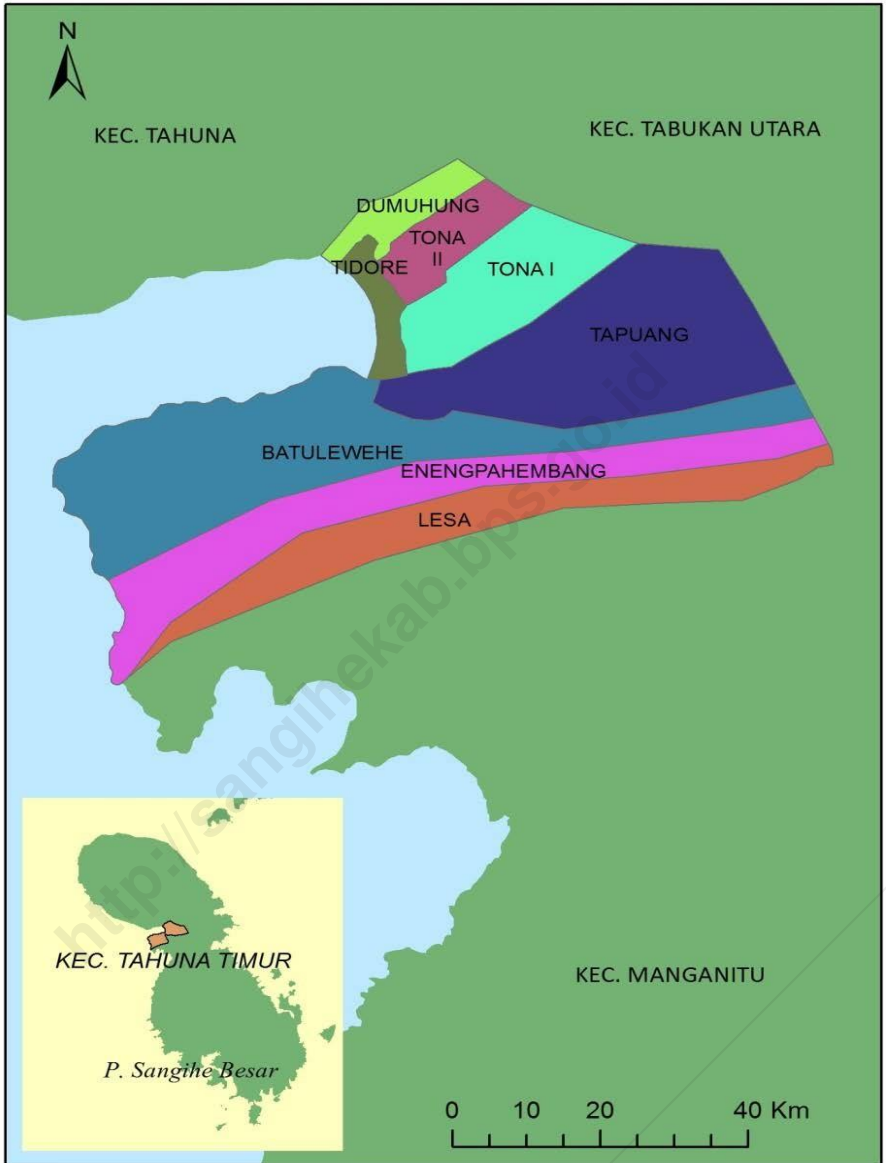 N
KEC. TAHUNA
KEC. TABUKAN UTARA
DUMUHUNG
TONA
II
TIDORE
TONA I
TAPUANG
BATULEWEHE
ENENGPAHEMBANG
LESA
http://sangihekab.bps.go.id
KEC. TAHUNA TIMUR
P. Sangihe Besar
KEC. MANGANITU
0 10 20 40 Km